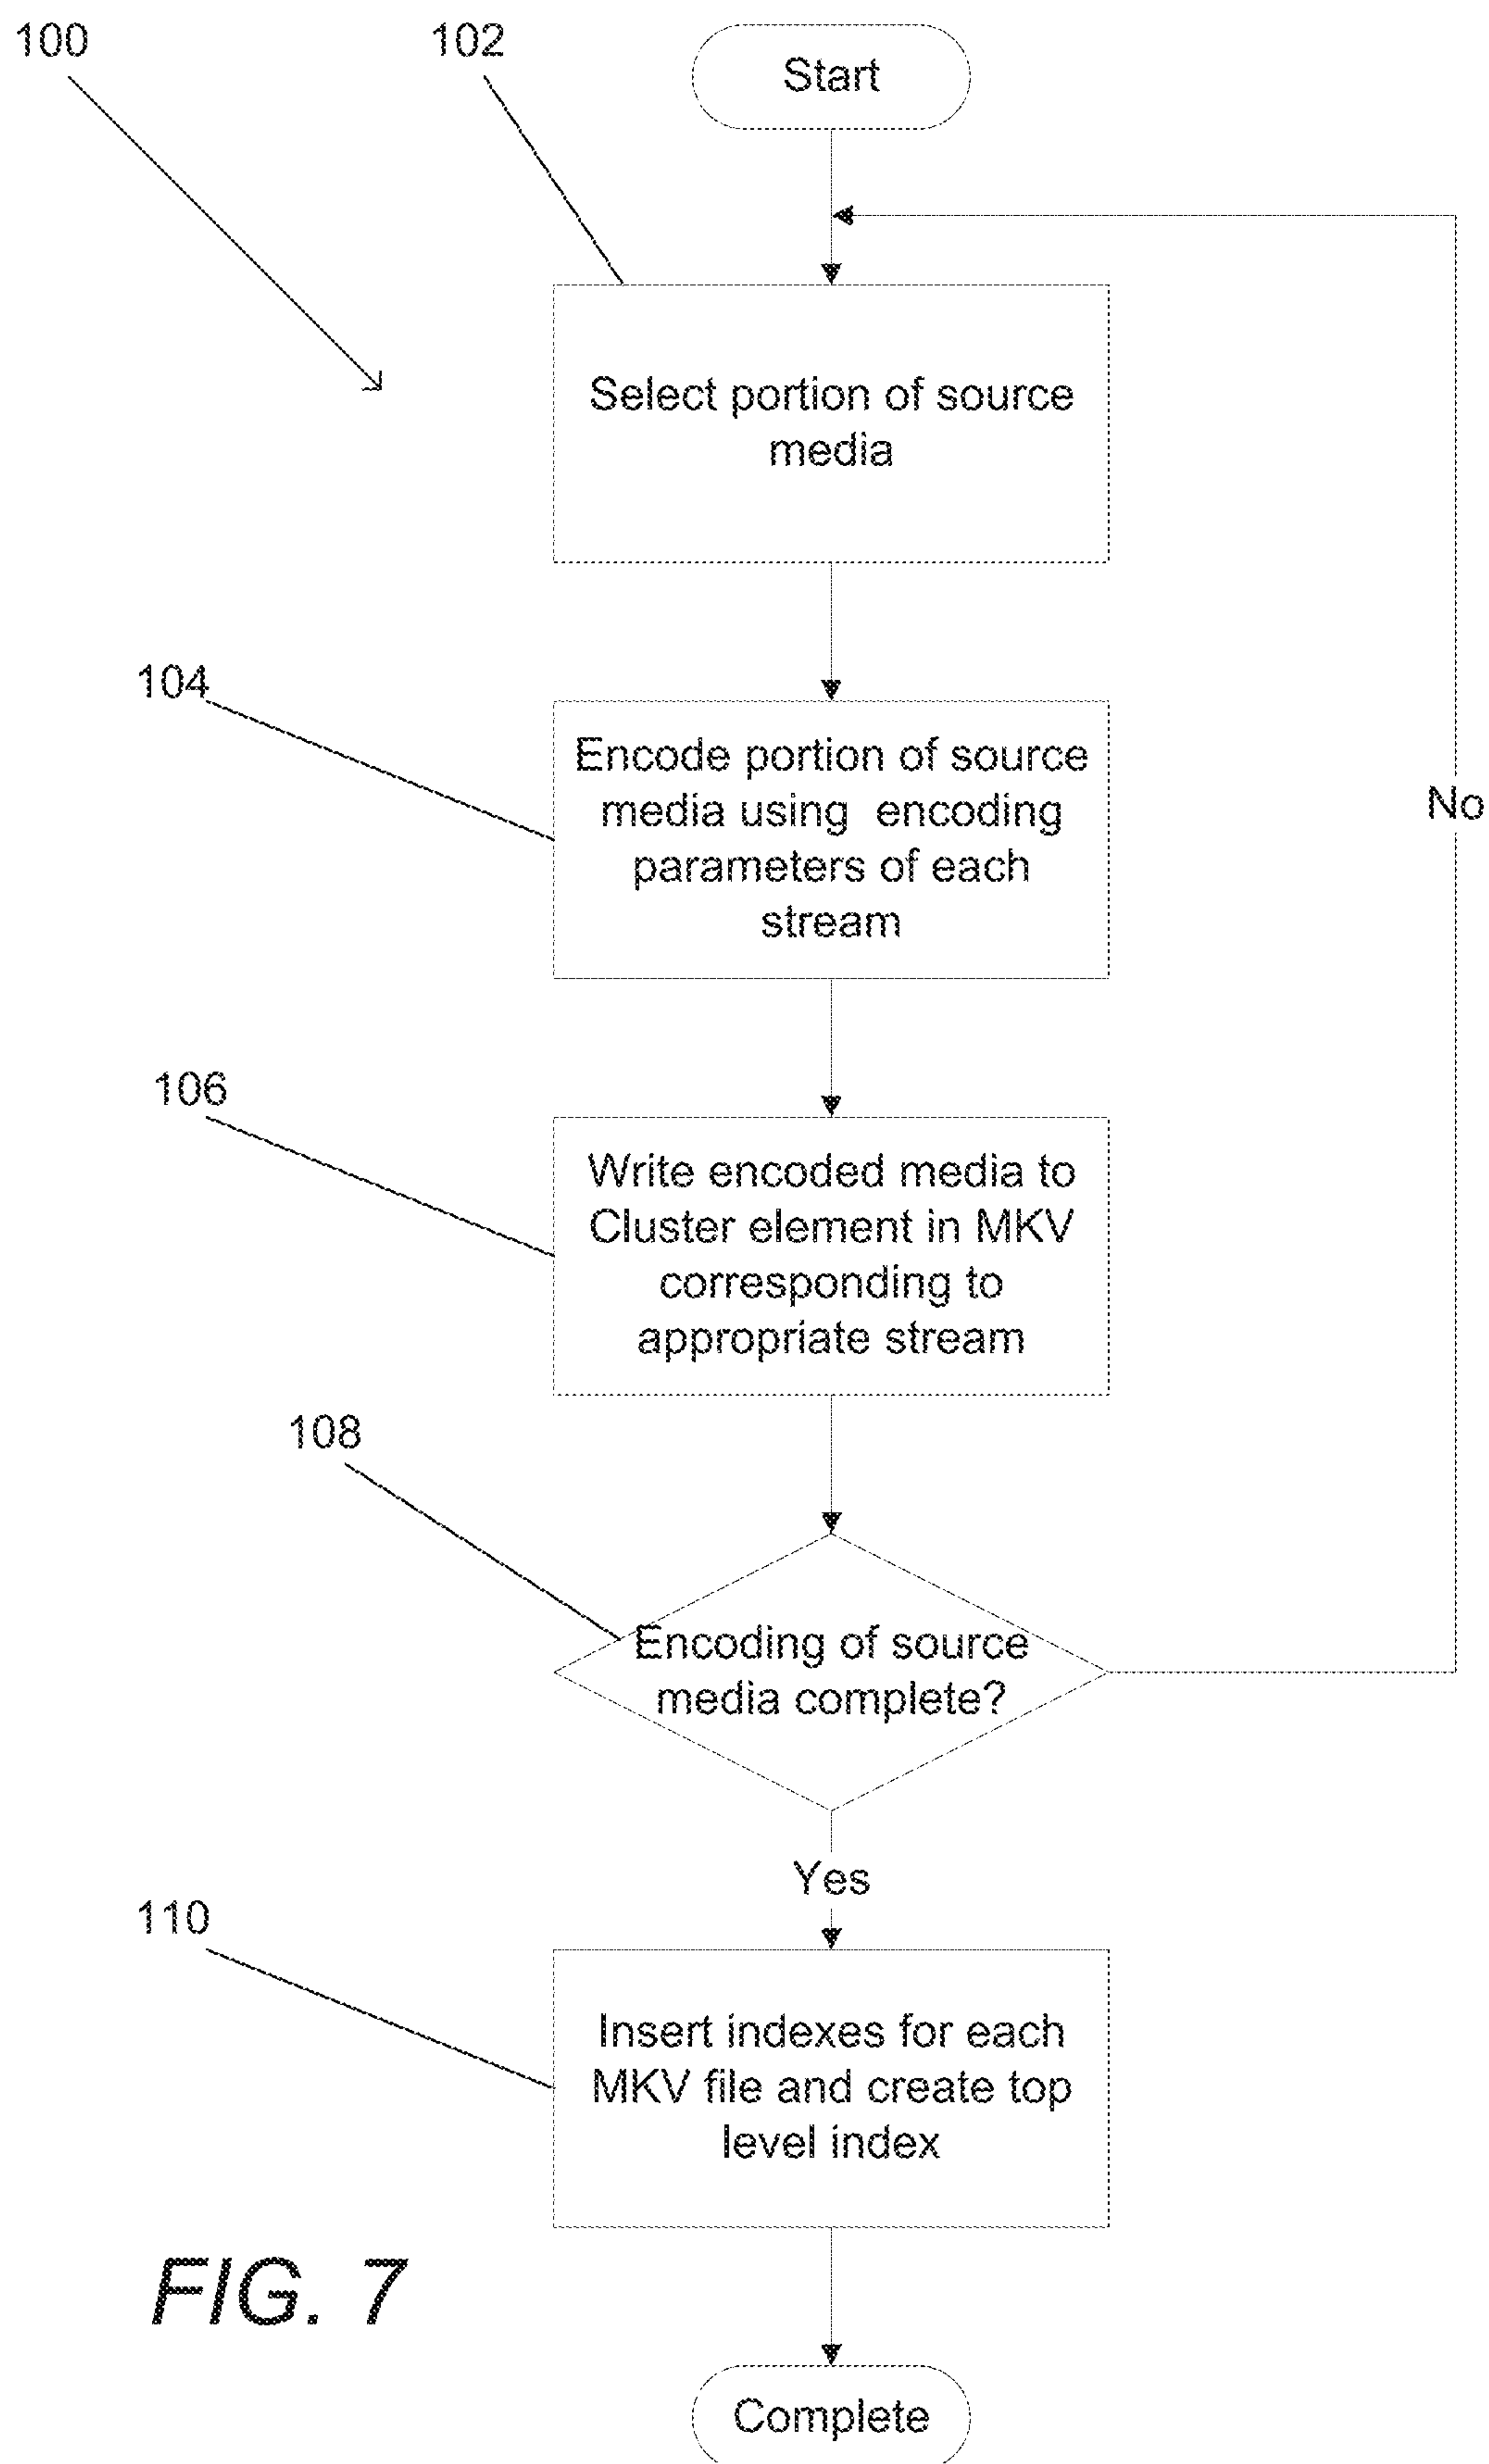 100
102
Start
Select portion of source
media
104
Encode portion of source
media using encoding
parameters of each
stream
No
106
Write encoded media to
Cluster element in MKV
corresponding to
appropriate stream
108
Encoding of source
media complete?
Yes
110
Insert indexes for each
MKV file and create top
level index
FIG. 7
Complete